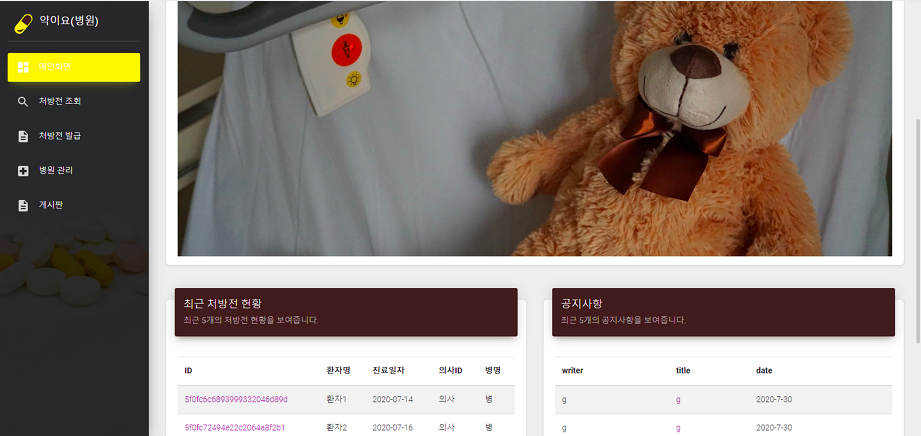 약이요(병원)
메인화면
처방전 조회
처방전 발급
병원 관리
게시판
최근 처방전 현황
최근 5개의 처방전 현황을 보여줍니다.
ID 환자명 진료일자 의사ID 병명
5f0fc6c6893999332046d89d 환자1 2020-07-14 의사 병
5f0fc72494e22c2064a8f2b1 환자2 2020-07-16 의사 병
공지사항
최근 5개의 공지사항을 보여줍니다.
writer title date
g g 2020-7-30
g g 2020-7-30